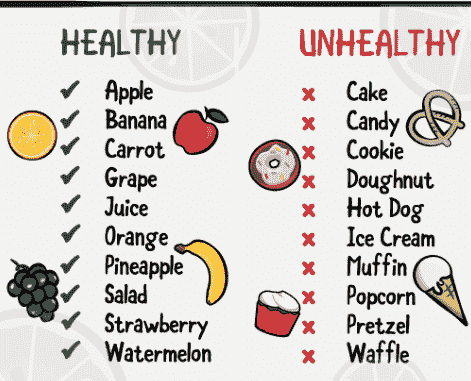 HEALTHY
Apple
Banana
Carrot
Grape
Juice
Orange
Pineapple
Salad
Strawberry
Watermelon
UNHEALTHY
Cake
Candy
Cookie
Doughnut
Hot Dog
Ice Cream
Muffin
Popcorn
Pretzel
Waffle